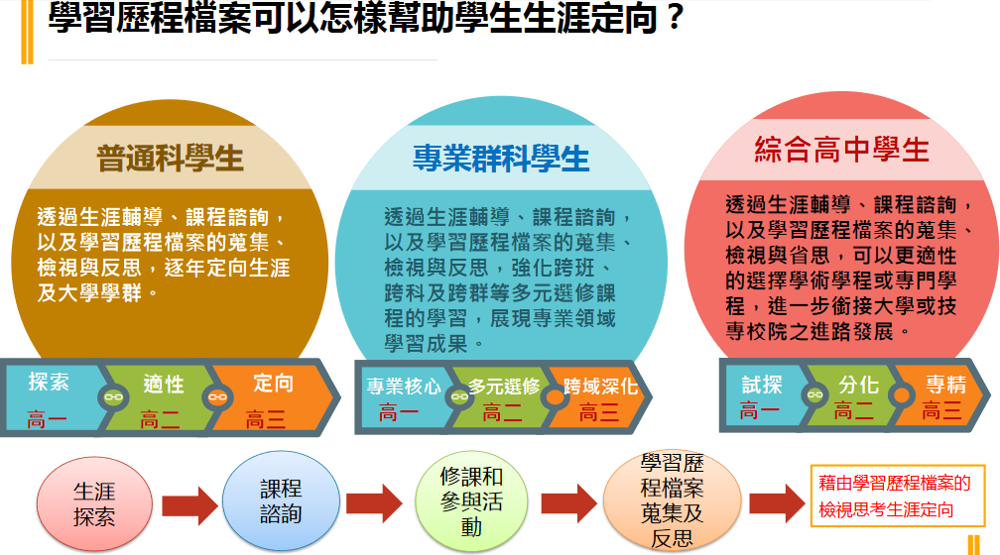 學習歷程檔案可以怎樣幫助學生生涯定向？
普通科學生
透過生涯輔導、課程諮詢，
以及學習歷程檔案的蒐集、
檢視與反思，逐年定向生涯
及大學學群。
探索
高一
適性
高二
定向
高三
專業群科學生
透過生涯輔導、課程諮詢，
以及學習歷程檔案的蒐集、
檢視與反思，強化跨班、
跨科及跨群等多元選修課
程的學習，展現專業領域
學習成果。
專業核心
高一
多元選修
高二
跨域深化
高三
綜合高中學生
透過生涯輔導、課程諮詢，
以及學習歷程檔案的蒐集、
檢視與省思，可以更適性
的選擇學術學程或專門學
程，進一步銜接大學或技
專校院之進路發展。
試探
高一
分化
高二
專精
高三
生涯
探索
課程
諮詢
修課和
參與活
動
學習歷
程檔案
蒐集及
反思
藉由學習歷程檔案的
檢視思考生涯定向